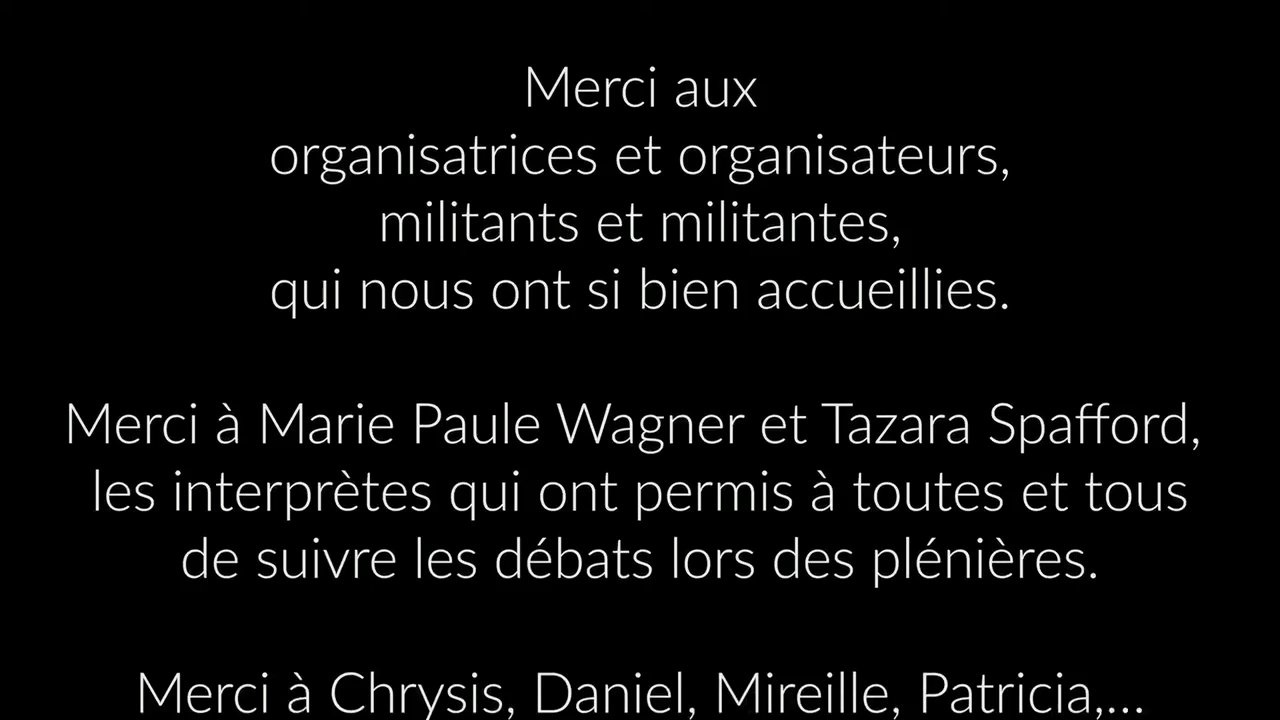 Merci aux
organisatrices et organisateurs,
militants et militantes,
qui nous ont si bien accueillies.
Merci à Marie Paule Wagner et Tazara Spafford,
les interprètes qui ont permis à toutes et tous
de suivre les débats lors des plénières.
Merci à Chrysis, Daniel, Mireille, Patricia,...